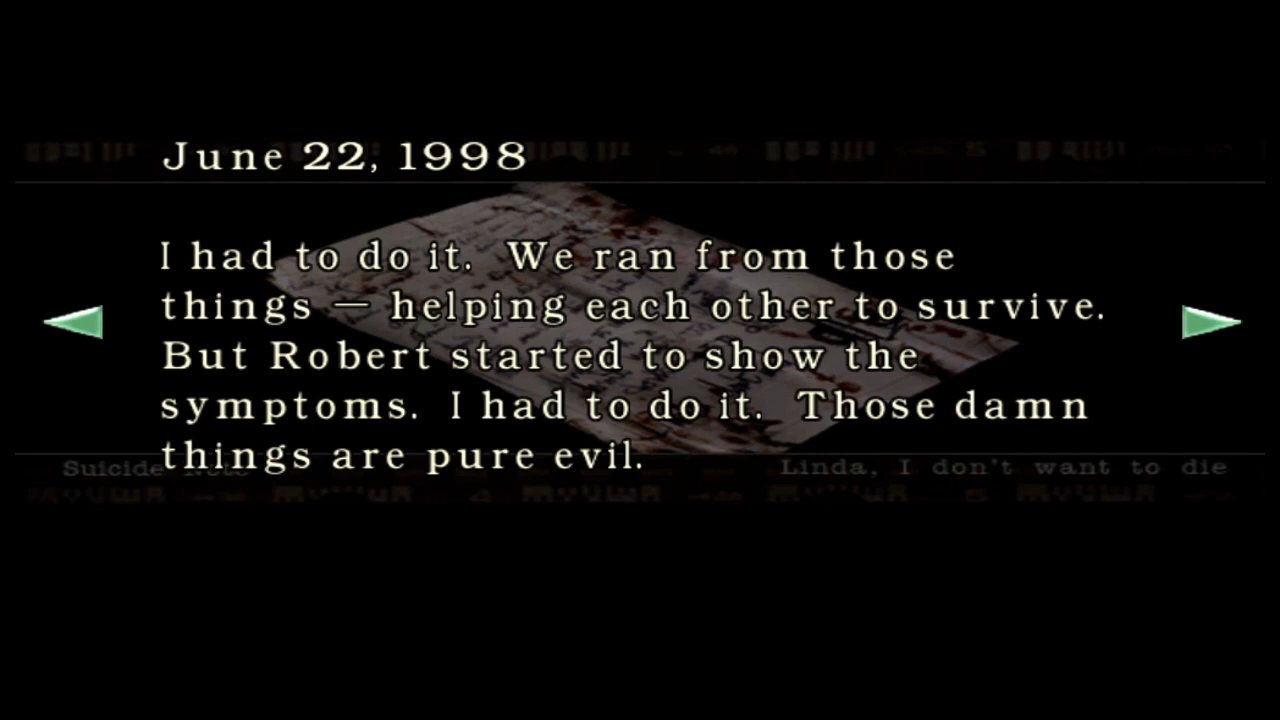 June 22, 1998
I had to do it. We ran from those
things — helping each other to survive.
But Robert started to show the
symptoms. I had to do it. Those damn
things are pure evil.
Suicide Note
Linda, I don't want to die